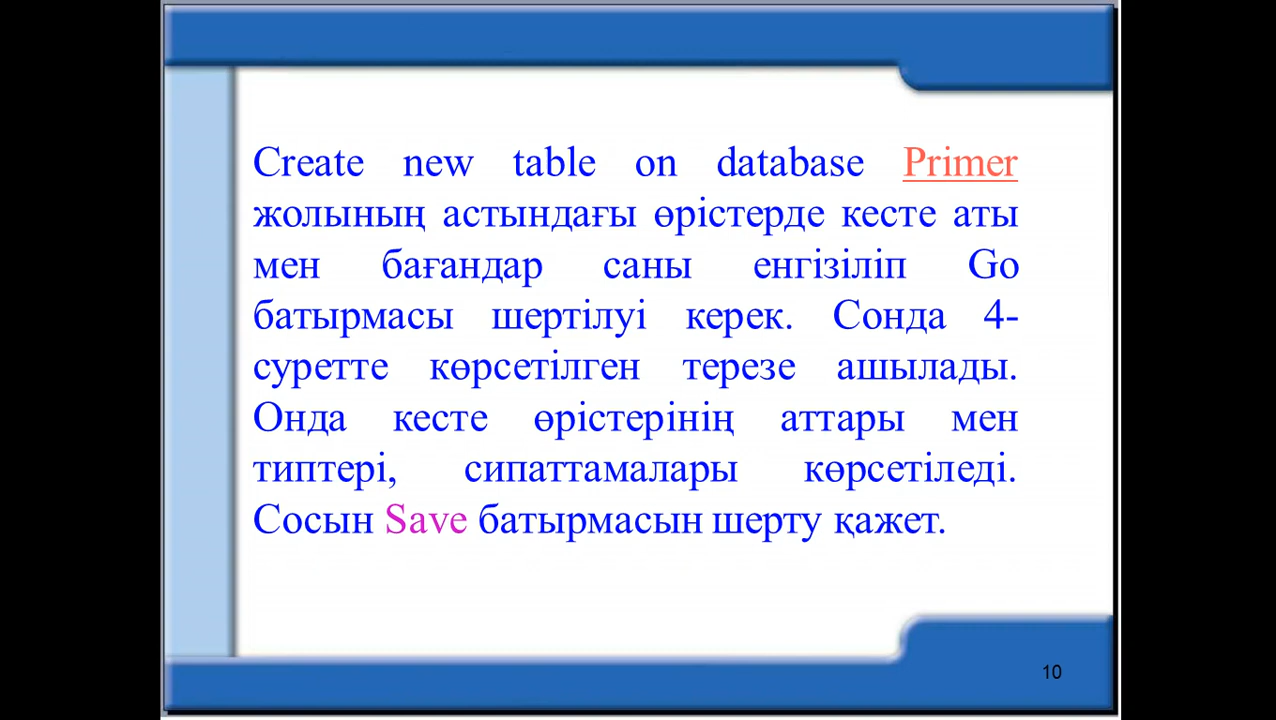 Create new table on database Primer
жолының астындағы өрістерде кесте аты
мен бағандар саны енгізіліп Go
батырмасы шертілуі керек. Сонда 4-
суретте көрсетілген терезе ашылады.
Онда кесте өрістерінің аттары мен
типтері, сипаттамалары көрсетіледі.
Сосын Save батырмасын шерту қажет.
10